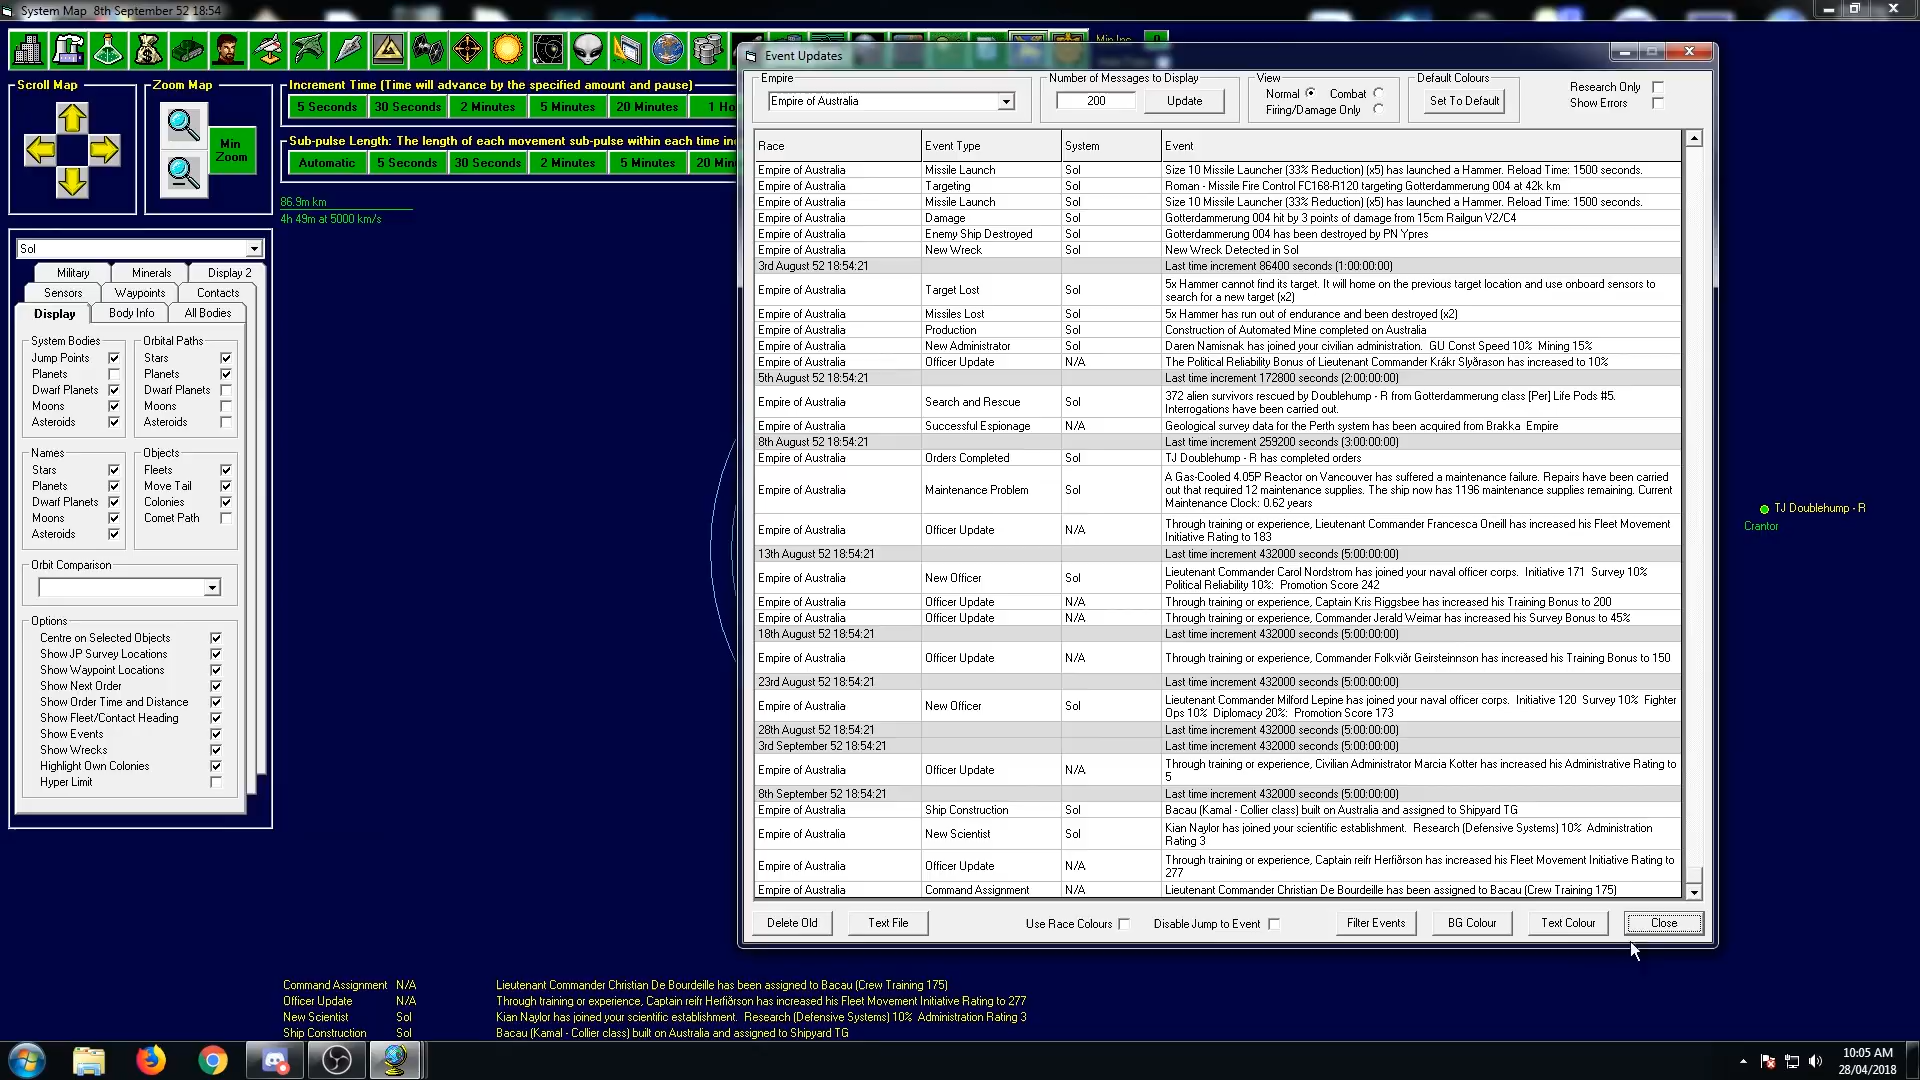 System Map 8th September 52 18:54
Scroll Map
Zoom Map
Min Zoom
Increment Time (Time will advance by the specified amount and pause)
5 Seconds 30 Seconds 2 Minutes 5 Minutes 20 Minutes 1 Ho
Sub-pulse Length: The length of each movement sub-pulse within each time in
Automatic 5 Seconds 30 Seconds 2 Minutes 5 Minutes 20 Min
86.9m km
4h 49m at 5000 km/s
Sol
Military Minerals Display 2
Sensors Waypoints Contacts
Display Body Info All Bodies
System Bodies
Jump Points
Planets
Dwarf Planets
Moons
Asteroids
Orbital Paths
Stars
Planets
Dwarf Planets
Moons
Asteroids
Names
Stars
Planets
Dwarf Planets
Moons
Asteroids
Objects
Fleets
Move Tail
Colonies
Comet Path
Orbit Comparison
Options
Centre on Selected Objects
Show JP Survey Locations
Show Waypoint Locations
Show Next Order
Show Order Time and Distance
Show Fleet/Contact Heading
Show Events
Show Wrecks
Highlight Own Colonies
Hyper Limit
Event Updates
Empire
Empire of Australia
Number of Messages to Display
200 Update
View
Normal Combat
Firing/Damage Only
Default Colours
Set To Default
Research Only
Show Errors
Race Event Type System Event
Empire of Australia Missile Launch Sol Size 10 Missile Launcher (33% Reduction) (x5) has launched a Hammer. Reload Time: 1500 seconds.
Empire of Australia Targeting Sol Roman - Missile Fire Control FC168-R120 targeting Gotterdammerung 004 at 42k km
Empire of Australia Missile Launch Sol Size 10 Missile Launcher (33% Reduction) (x5) has launched a Hammer. Reload Time: 1500 seconds.
Empire of Australia Damage Sol Gotterdammerung 004 hit by 3 points of damage from 15cm Railgun V2/C4
Empire of Australia Enemy Ship Destroyed Sol Gotterdammerung 004 has been destroyed by PN Ypres
Empire of Australia New Wreck Sol New Wreck Detected in Sol
3rd August 52 18:54:21 Last time increment 86400 seconds (1:00:00:00)
Empire of Australia Target Lost Sol 5x Hammer cannot find its target. It will home on the previous target location and use onboard sensors to
search for a new target (x2)
Empire of Australia Missiles Lost Sol 5x Hammer has run out of endurance and been destroyed (x2)
Empire of Australia Production Sol Construction of Automated Mine completed on Australia
Empire of Australia New Administrator Sol Daren Namisnak has joined your civilian administration. GU Const Speed 10% Mining 15%
Empire of Australia Officer Update N/A The Political Reliability Bonus of Lieutenant Commander Krákr Slyðrason has increased to 10%
5th August 52 18:54:21 Last time increment 172800 seconds (2:00:00:00)
Empire of Australia Search and Rescue Sol 372 alien survivors rescued by Doublehump - R from Gotterdammerung class [Per] Life Pods #5.
Interrogations have been carried out.
Empire of Australia Successful Espionage N/A Geological survey data for the Perth system has been acquired from Brakka Empire
8th August 52 18:54:21 Last time increment 259200 seconds (3:00:00:00)
Empire of Australia Orders Completed Sol TJ Doublehump - R has completed orders
Empire of Australia Maintenance Problem Sol A Gas-Cooled 4.05P Reactor on Vancouver has suffered a maintenance failure. Repairs have been carried
out that required 12 maintenance supplies. The ship now has 1196 maintenance supplies remaining. Current
Maintenance Clock: 0.62 years
Empire of Australia Officer Update N/A Through training or experience, Lieutenant Commander Francesca Oneill has increased his Fleet Movement
Initiative Rating to 183
13th August 52 18:54:21 Last time increment 432000 seconds (5:00:00:00)
Empire of Australia New Officer Sol Lieutenant Commander Carol Nordstrom has joined your naval officer corps. Initiative 171 Survey 10%
Political Reliability 10%: Promotion Score 242
Empire of Australia Officer Update N/A Through training or experience, Captain Kris Riggsbee has increased his Training Bonus to 200
Empire of Australia Officer Update N/A Through training or experience, Commander Jerald Weimar has increased his Survey Bonus to 45%
18th August 52 18:54:21 Last time increment 432000 seconds (5:00:00:00)
Empire of Australia Officer Update N/A Through training or experience, Commander Folkviðr Geirsteinnson has increased his Training Bonus to 150
23rd August 52 18:54:21 Last time increment 432000 seconds (5:00:00:00)
Empire of Australia New Officer Sol Lieutenant Commander Milford Lepine has joined your naval officer corps. Initiative 120 Survey 10% Fighter
Ops 10% Diplomacy 20%: Promotion Score 173
28th August 52 18:54:21 Last time increment 432000 seconds (5:00:00:00)
3rd September 52 18:54:21 Last time increment 432000 seconds (5:00:00:00)
Empire of Australia Officer Update N/A Through training or experience, Civilian Administrator Marcia Kotter has increased his Administrative Rating to
5
8th September 52 18:54:21 Last time increment 432000 seconds (5:00:00:00)
Empire of Australia Ship Construction Sol Bacau (Kamal - Collier class) built on Australia and assigned to Shipyard TG
Empire of Australia New Scientist Sol Kian Naylor has joined your scientific establishment. Research (Defensive Systems) 10% Administration
Rating 3
Empire of Australia Officer Update N/A Through training or experience, Captain reifr Herfiðrson has increased his Fleet Movement Initiative Rating to
277
Empire of Australia Command Assignment N/A Lieutenant Commander Christian De Bourdeille has been assigned to Bacau (Crew Training 175)
Delete Old Text File Use Race Colours Disable Jump to Event Filter Events BG Colour Text Colour Close
TJ Doublehump - R
Crantor
Command Assignment N/A Lieutenant Commander Christian De Bourdeille has been assigned to Bacau (Crew Training 175)
Officer Update N/A Through training or experience, Captain reifr Herfiðrson has increased his Fleet Movement Initiative Rating to 277
New Scientist Sol Kian Naylor has joined your scientific establishment. Research (Defensive Systems) 10% Administration Rating 3
Ship Construction Sol Bacau (Kamal - Collier class) built on Australia and assigned to Shipyard TG
10:05 AM
28/04/2018